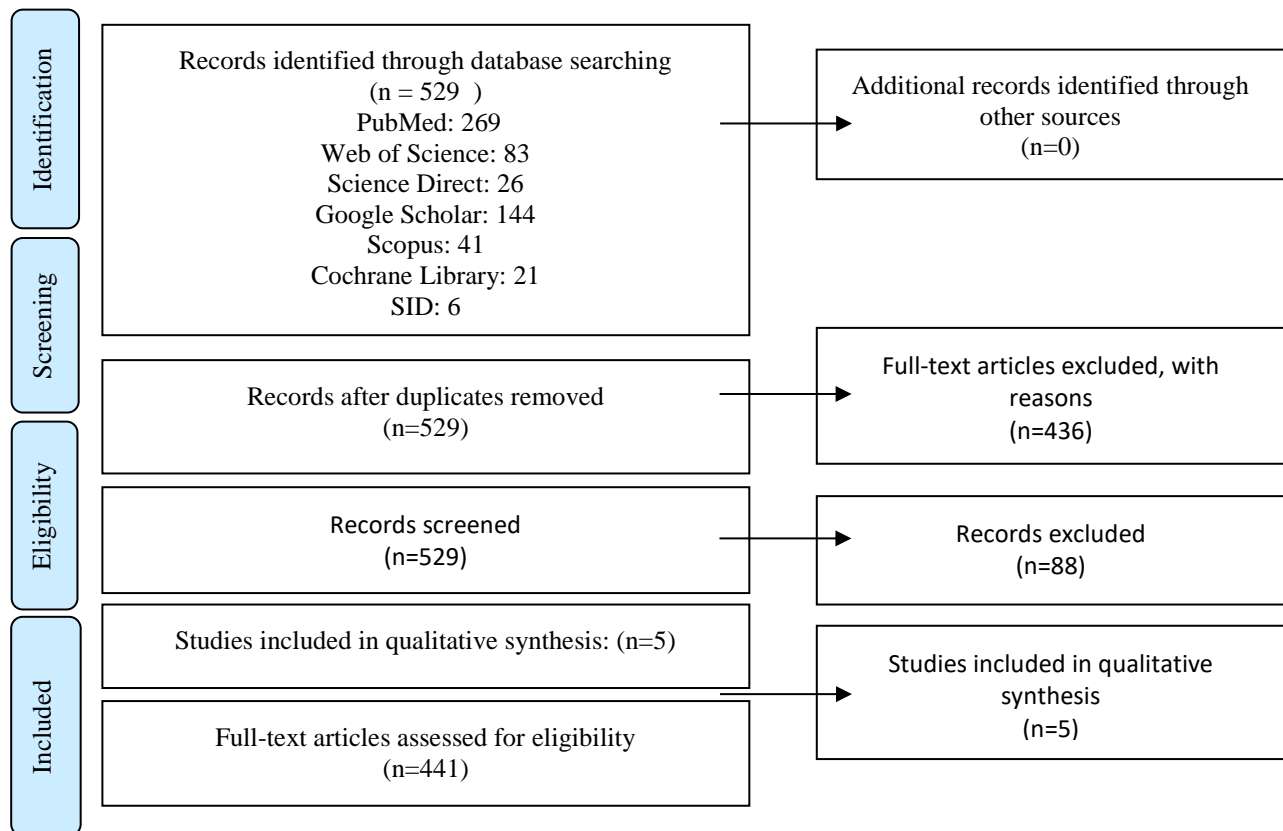 Identification
Records identified through database searching
(n = 529 )
PubMed: 269
Web of Science: 83
Science Direct: 26
Google Scholar: 144
Scopus: 41
Cochrane Library: 21
SID: 6
Additional records identified through
other sources
(n=0)
Screening
Records after duplicates removed
(n=529)
Full-text articles excluded, with
reasons
(n=436)
Eligibility
Records screened
(n=529)
Records excluded
(n=88)
Included
Studies included in qualitative synthesis: (n=5)
Full-text articles assessed for eligibility
(n=441)
Studies included in qualitative
synthesis
(n=5)